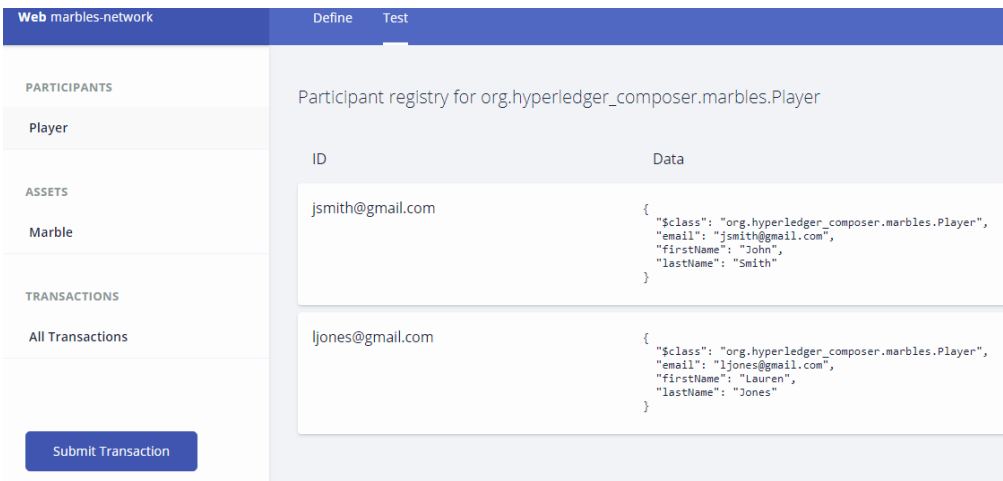 Web marbles-network
Define Test
PARTICIPANTS
Player
ASSETS
Marble
TRANSACTIONS
All Transactions
Submit Transaction
Participant registry for org.hyperledger_composer.marbles.Player
ID Data
jsmith@gmail.com
{
"$class": "org.hyperledger_composer.marbles.Player",
"email": "jsmith@gmail.com",
"firstName": "John",
"lastName": "Smith"
}
ljones@gmail.com
{
"$class": "org.hyperledger_composer.marbles.Player",
"email": "ljones@gmail.com",
"firstName": "Lauren",
"lastName": "Jones"
}